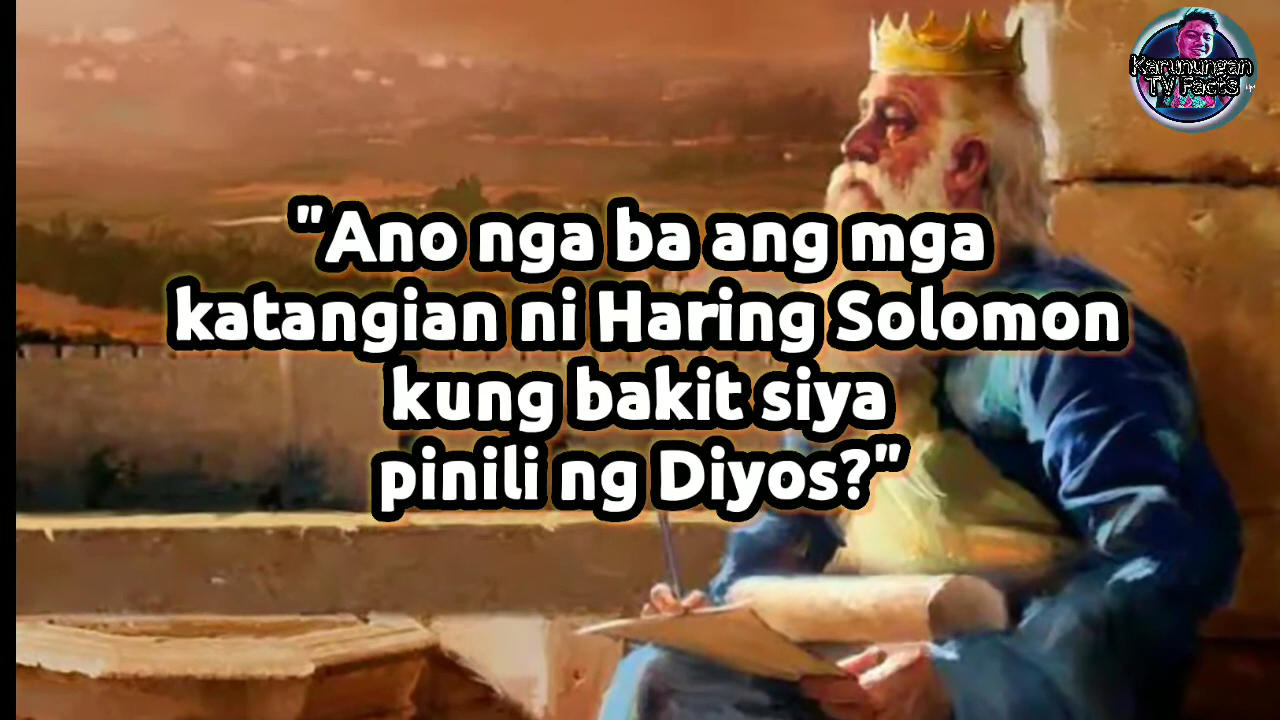 Karunungan
TV Facts
"Ano nga ba ang mga
katangian ni Haring Solomon
kung bakit siya
pinili ng Diyos?"